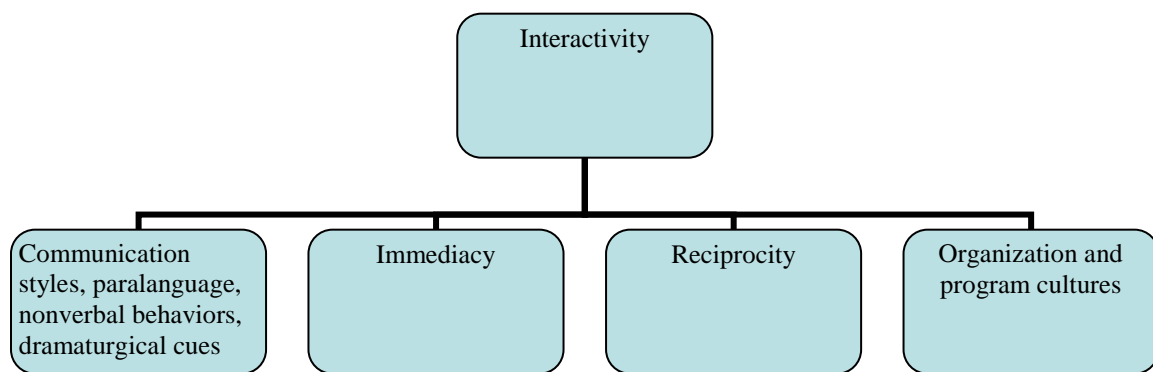 Interactivity
Communication
styles, paralanguage,
nonverbal behaviors,
dramaturgical cues
Immediacy
Reciprocity
Organization and
program cultures